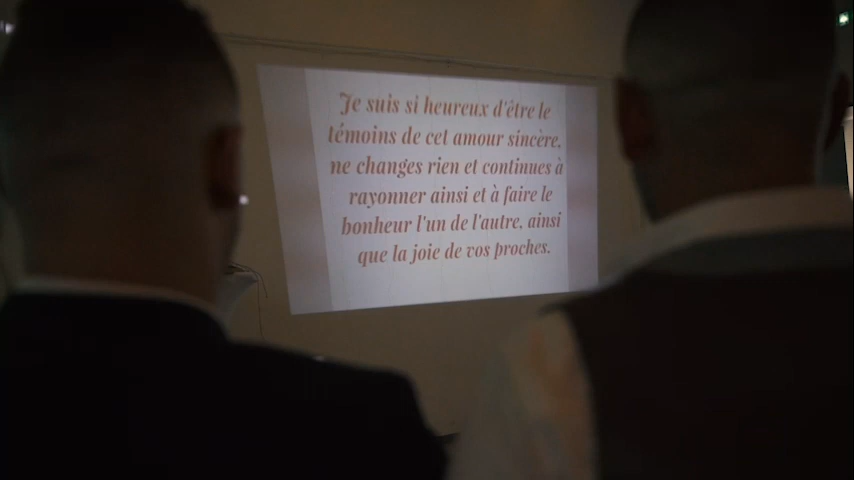 Je suis si heureux d'être le
témoins de cet amour sincère,
ne changes rien et continues à
rayonner ainsi et à faire le
bonheur l'un de l'autre, ainsi
que la joie de vos proches.